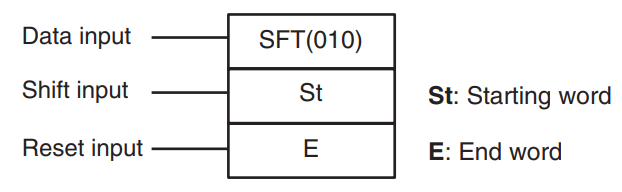 Data input SFT(010)
Shift input St St: Starting word
Reset input E E: End word